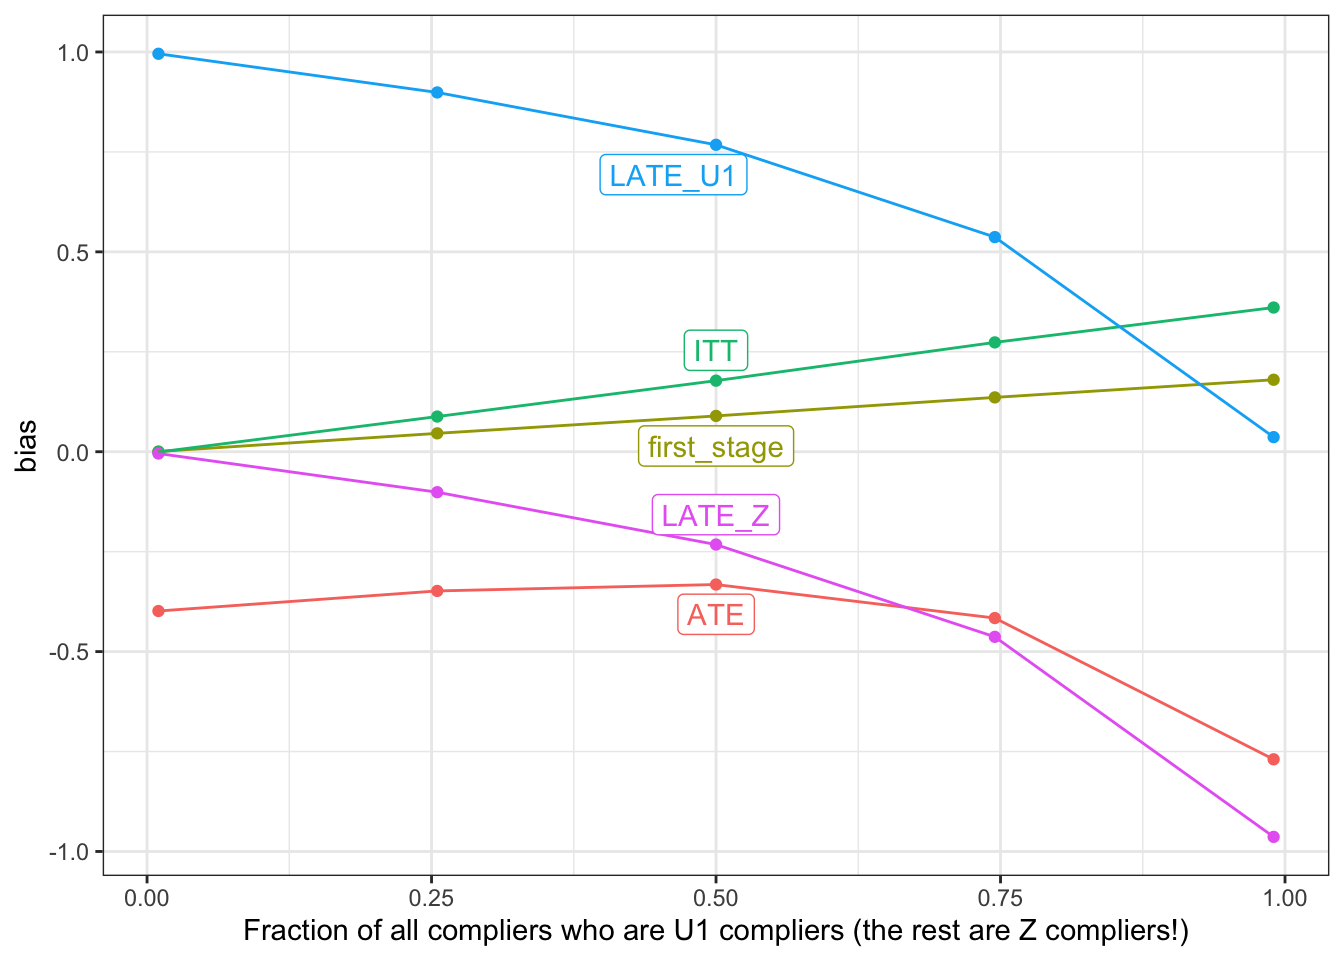 1.0
0.5
0.0
-0.5
-1.0
bias
LATE_U1
ITT
first_stage
LATE_Z
ATE
0.00 0.25 0.50 0.75 1.00
Fraction of all compliers who are U1 compliers (the rest are Z compliers!)